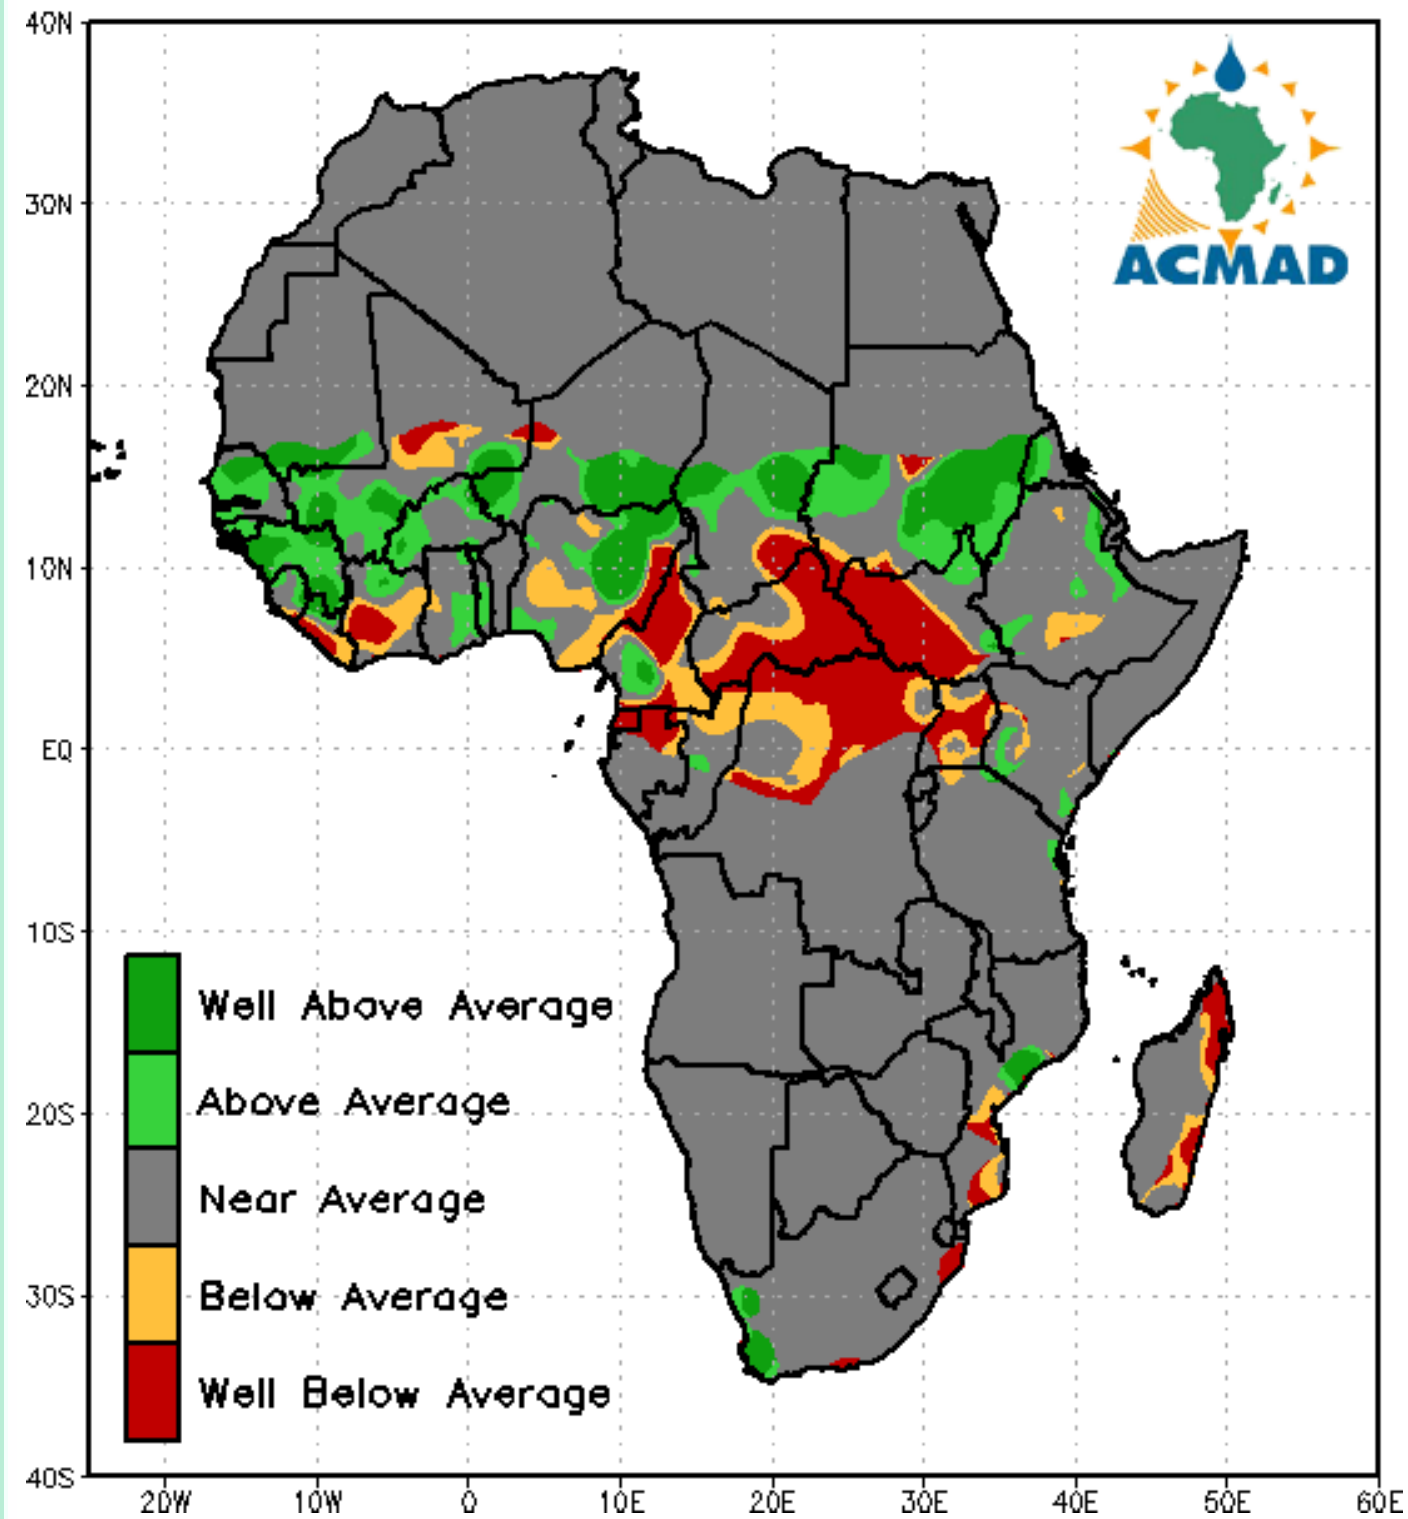 40N
30N
20N
10N
EQ
10S
20S
30S
40S
20W 10W 0 10E 20E 30E 40E 50E 60E
ACMAD
Well Above Average
Above Average
Near Average
Below Average
Well Below Average